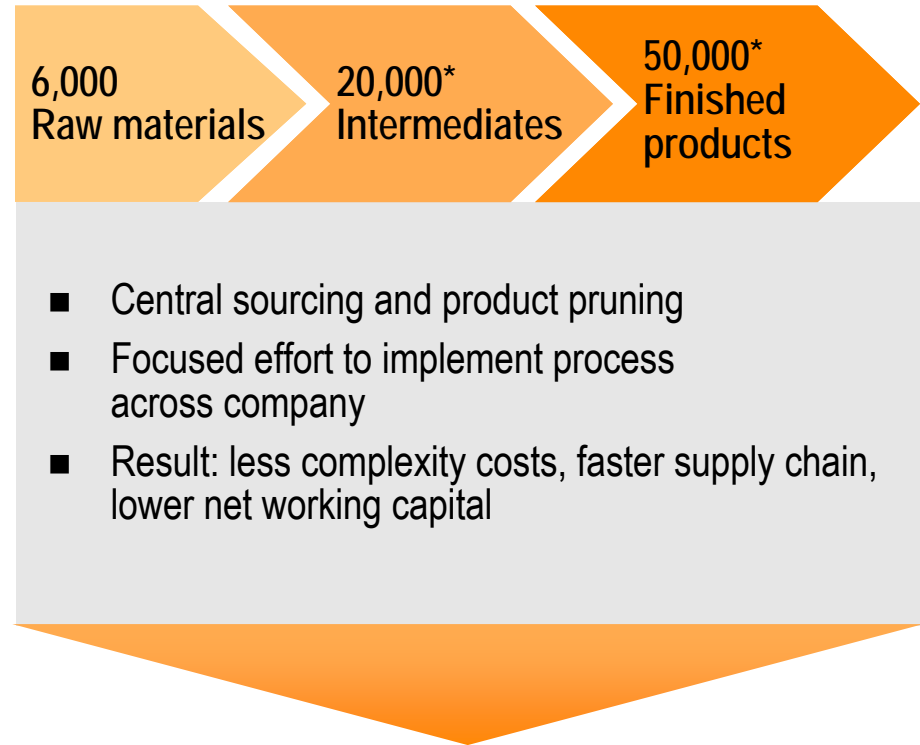 6,000
Raw materials
20,000*
Intermediates
50,000*
Finished
products
■ Central sourcing and product pruning
■ Focused effort to implement process
across company
■ Result: less complexity costs, faster supply chain,
lower net working capital